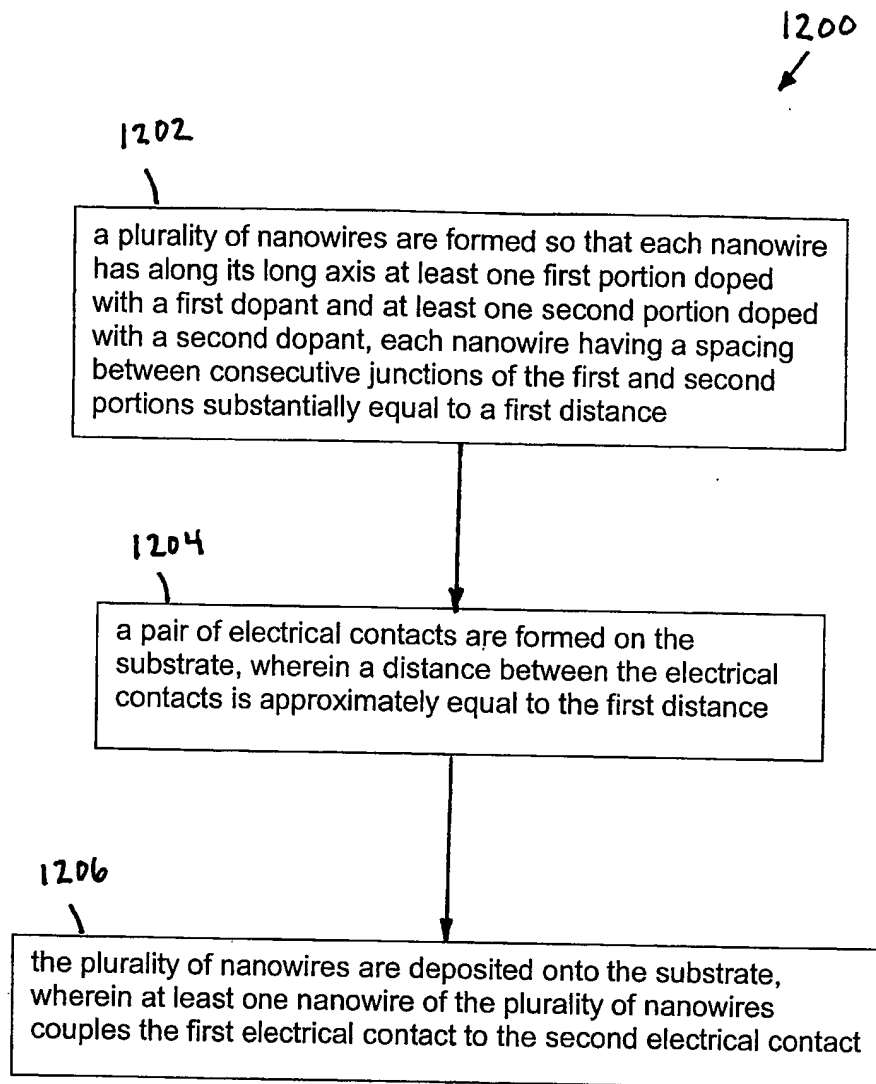 1200
1202
a plurality of nanowires are formed so that each nanowire
has along its long axis at least one first portion doped
with a first dopant and at least one second portion doped
with a second dopant, each nanowire having a spacing
between consecutive junctions of the first and second
portions substantially equal to a first distance
1204
a pair of electrical contacts are formed on the
substrate, wherein a distance between the electrical
contacts is approximately equal to the first distance
1206
the plurality of nanowires are deposited onto the substrate,
wherein at least one nanowire of the plurality of nanowires
couples the first electrical contact to the second electrical contact